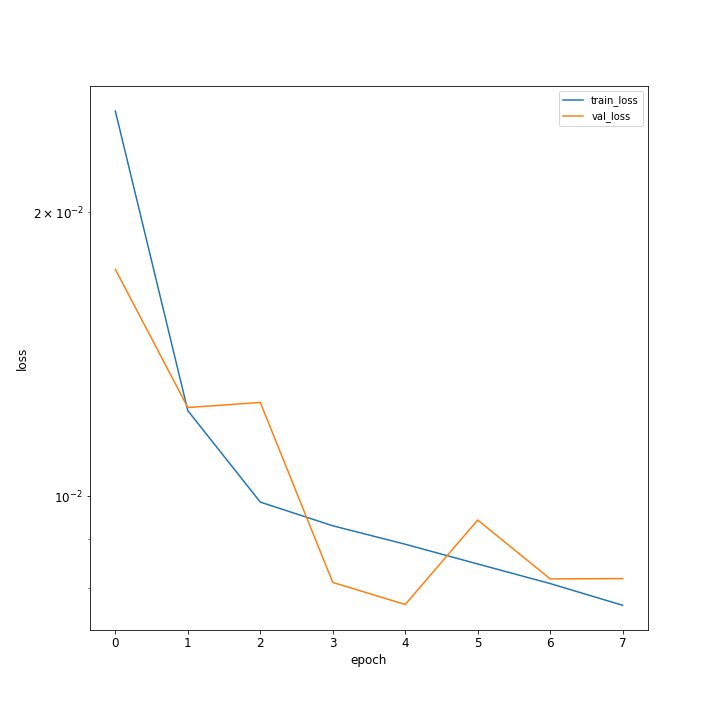 train_loss
val_loss
2 × 10⁻²
10⁻²
loss
0 1 2 3 4 5 6 7
epoch